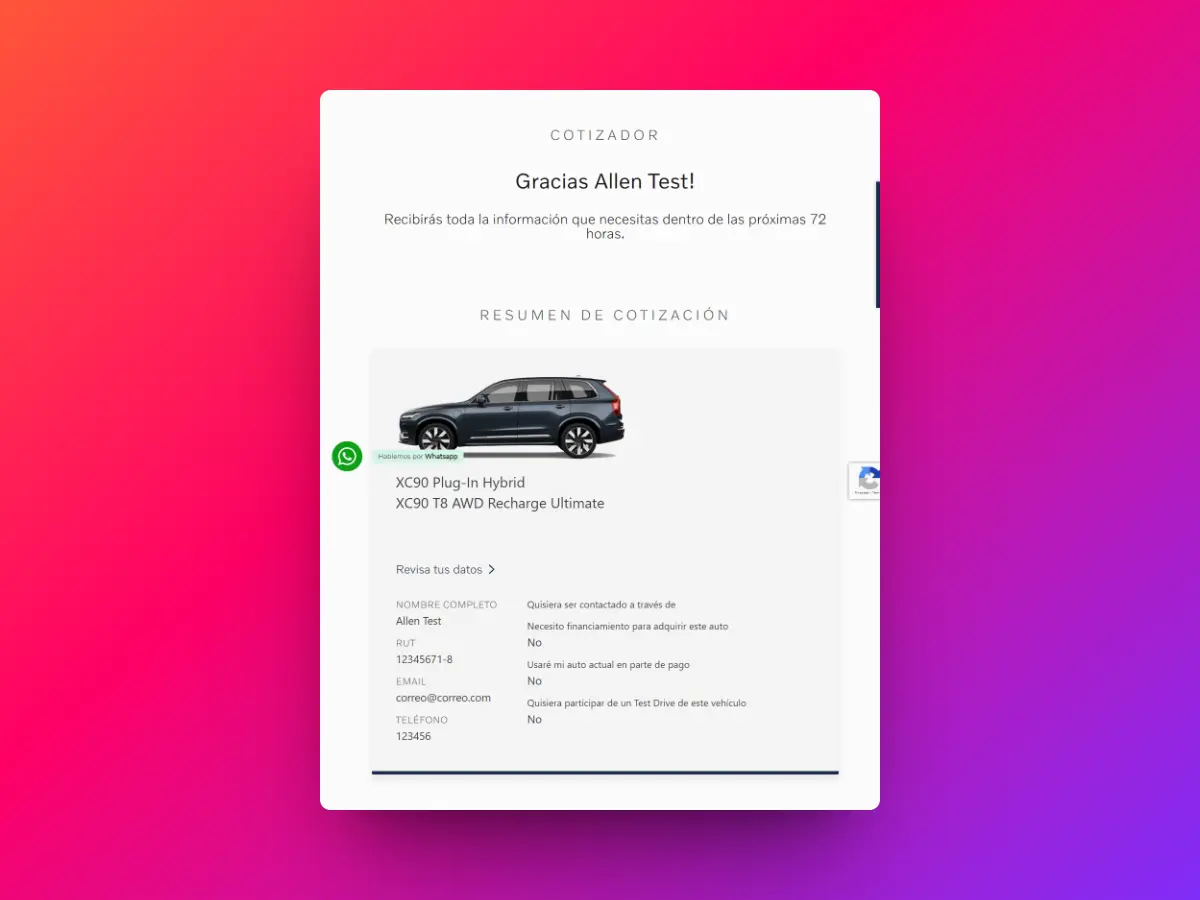 COTIZADOR
Gracias Allen Test!
Recibirás toda la información que necesitas dentro de las próximas 72
horas.
RESUMEN DE COTIZACIÓN
Hablemos por Whatsapp
XC90 Plug-In Hybrid
XC90 T8 AWD Recharge Ultimate
Revisa tus datos
NOMBRE COMPLETO
Allen Test
RUT
12345671-8
EMAIL
correo@correo.com
TELÉFONO
123456
Quisiera ser contactado a través de
Necesito financiamiento para adquirir este auto
No
Usaré mi auto actual en parte de pago
No
Quisiera participar de un Test Drive de este vehículo
No